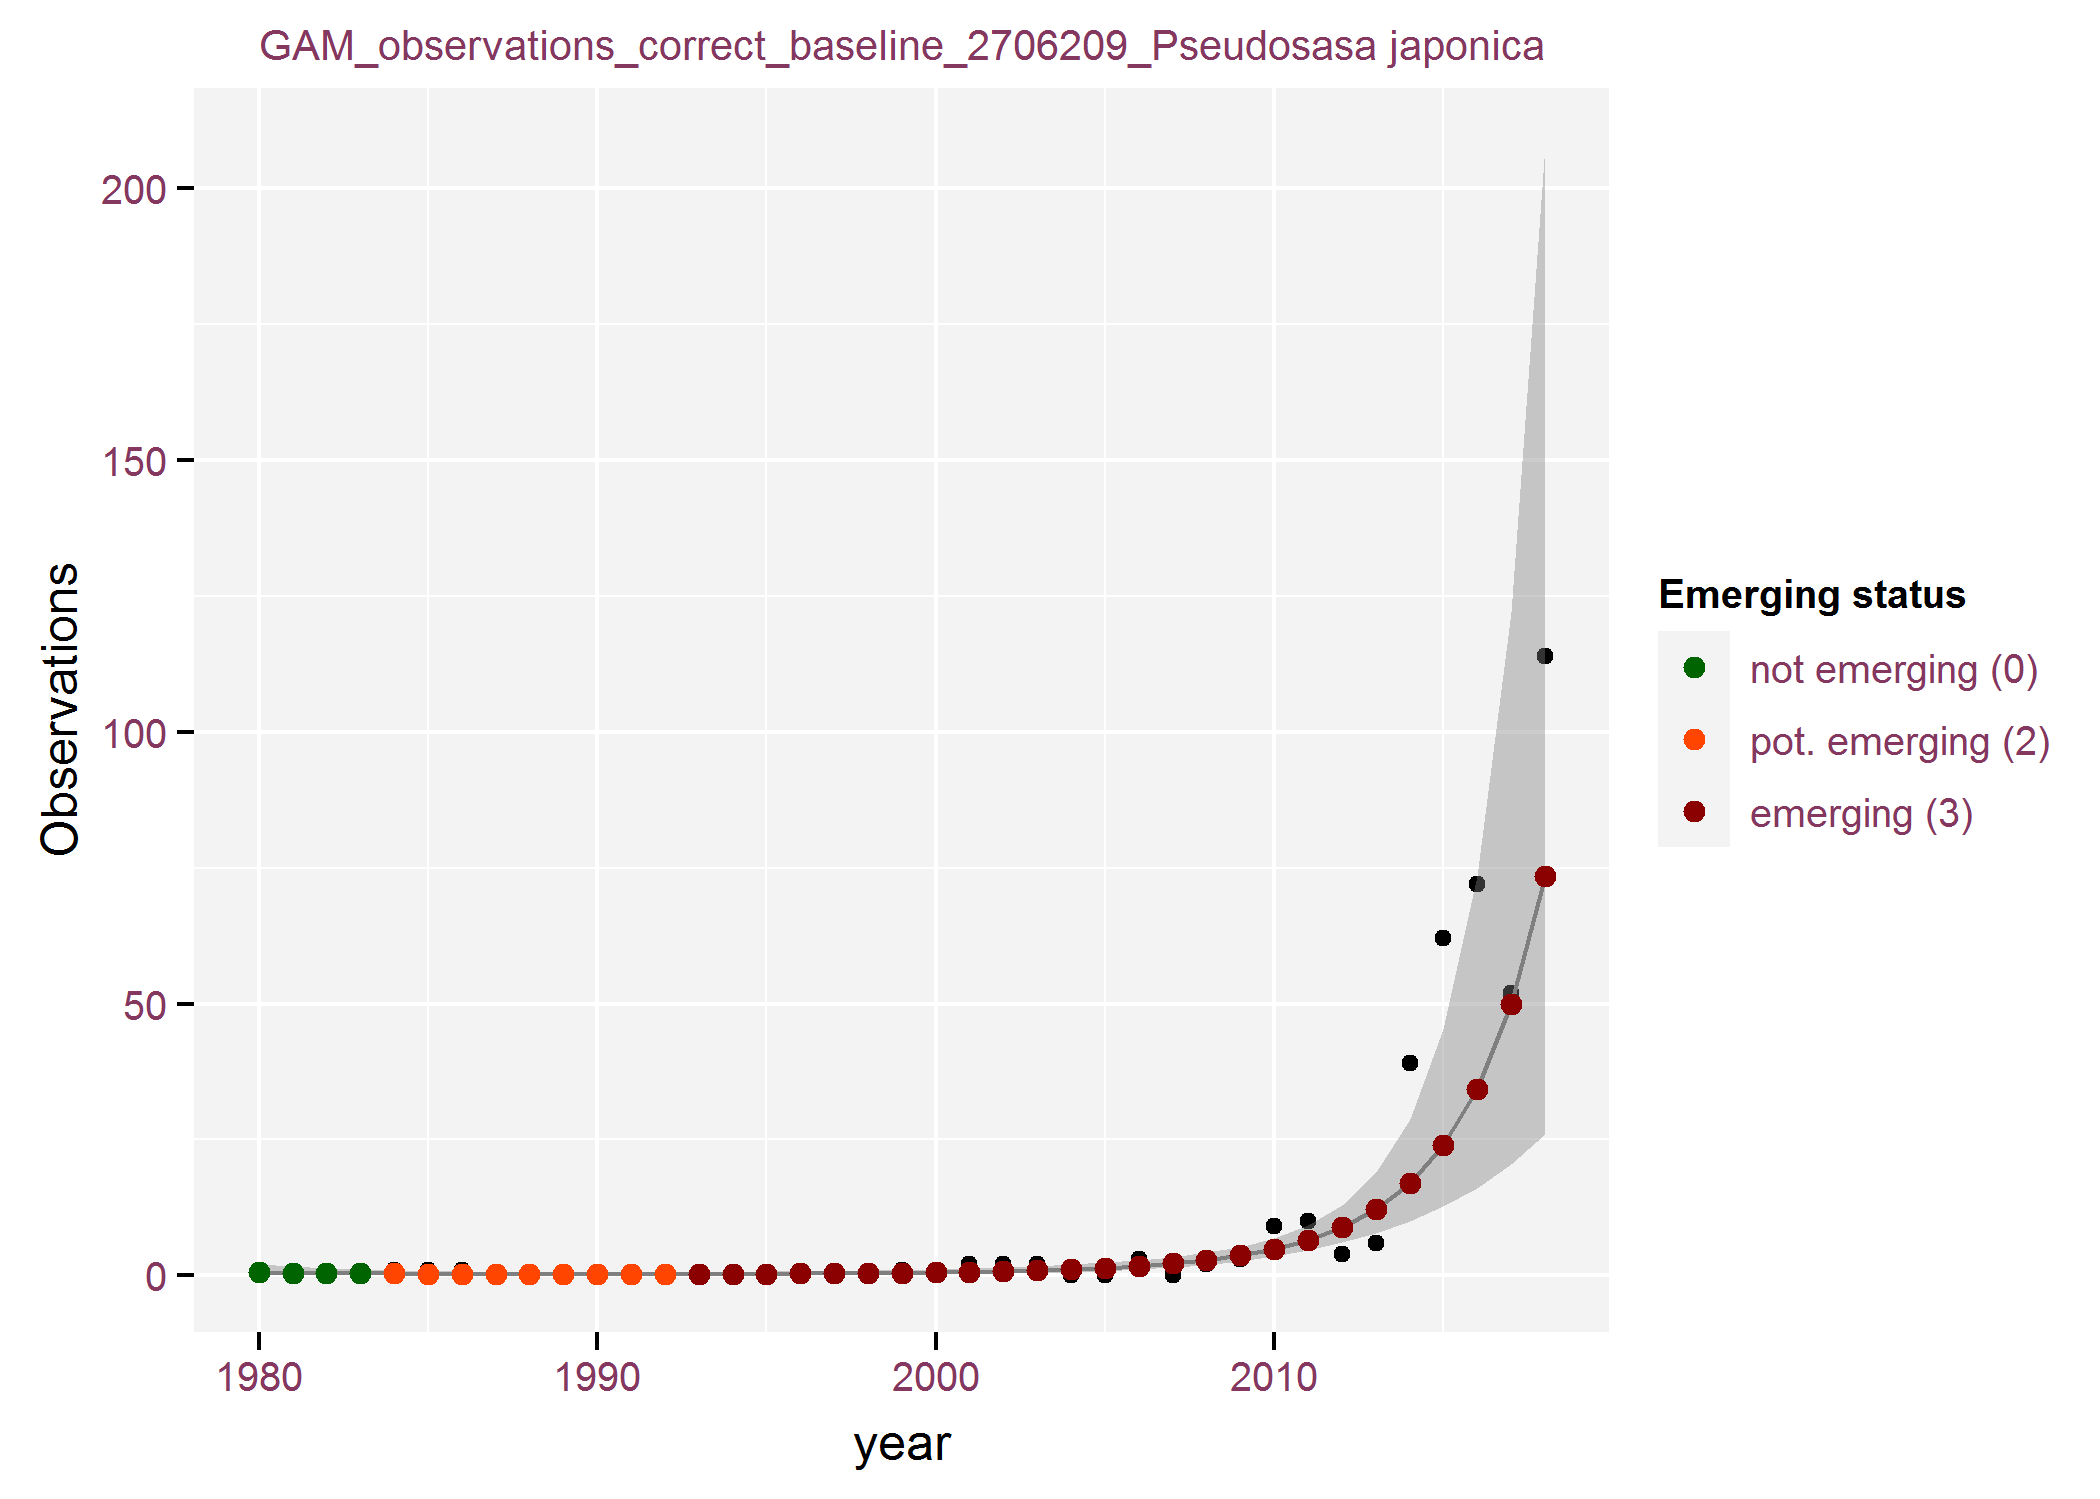 GAM_observations_correct_baseline_2706209_Pseudosasa japonica
200
150
100
50
0
Observations
1980 1990 2000 2010
year
Emerging status
not emerging (0)
pot. emerging (2)
emerging (3)